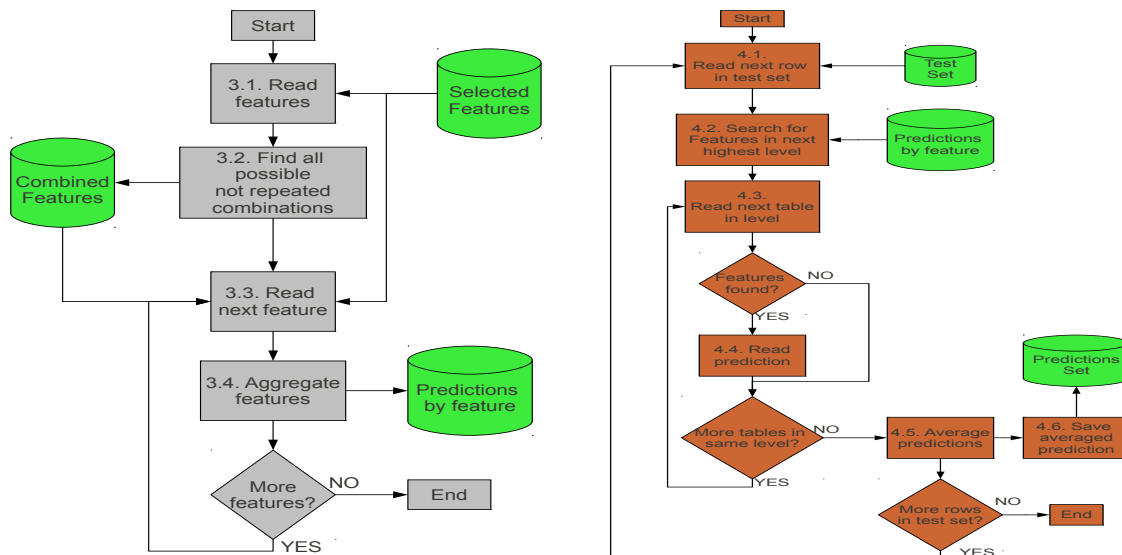 Start
3.1. Read
features
Selected
Features
3.2. Find all
possible
not repeated
combinations
Combined
Features
3.3. Read
next feature
3.4. Aggregate
features
Predictions
by feature
More
features?
NO
End
YES
Start
4.1.
Read next row
in test set
Test
Set
4.2. Search for
Features in next
highest level
Predictions
by feature
4.3.
Read next table
in level
Features
found?
NO
YES
4.4. Read
prediction
Predictions
Set
More tables in
same level?
NO
YES
4.5. Average
predictions
4.6. Save
averaged
prediction
More rows
in test set?
NO
End
YES